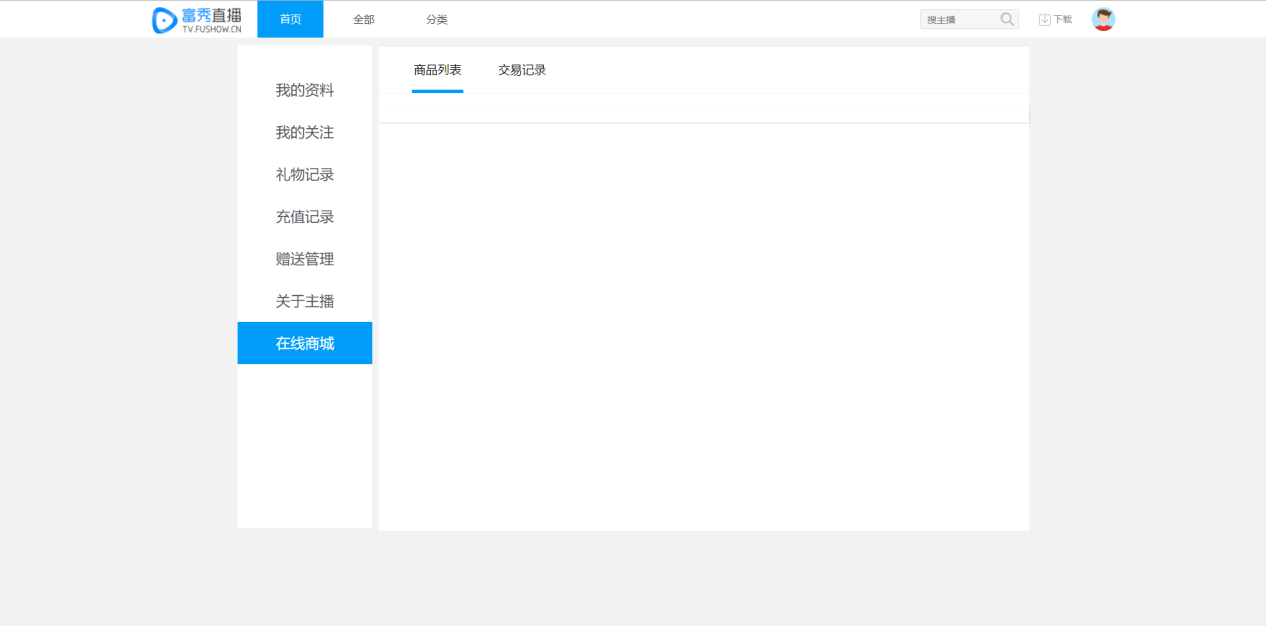 富秀直播
TV.FUSHOW.CN
首页
全部
分类
搜主播
下载
我的资料
我的关注
礼物记录
充值记录
赠送管理
关于主播
在线商城
商品列表
交易记录